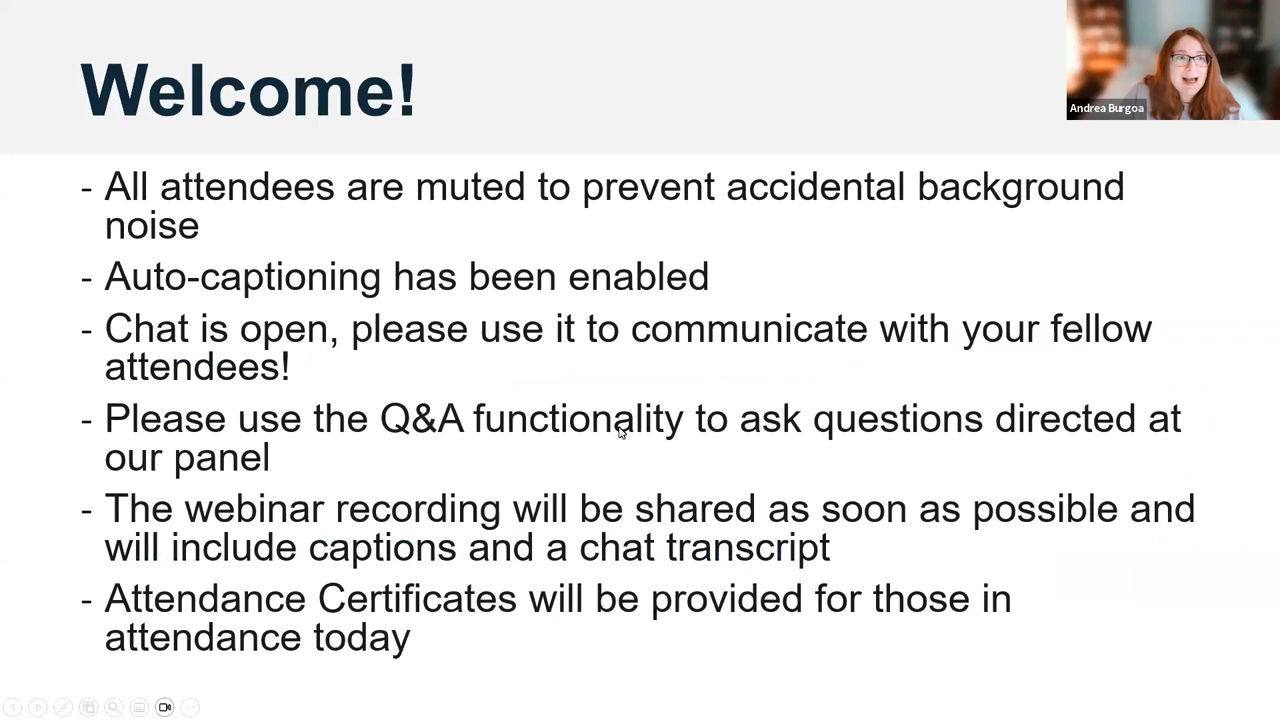 Welcome!
Andrea Burgoa
- All attendees are muted to prevent accidental background
noise
- Auto-captioning has been enabled
- Chat is open, please use it to communicate with your fellow
attendees!
- Please use the Q&A functionality to ask questions directed at
our panel
- The webinar recording will be shared as soon as possible and
will include captions and a chat transcript
- Attendance Certificates will be provided for those in
attendance today